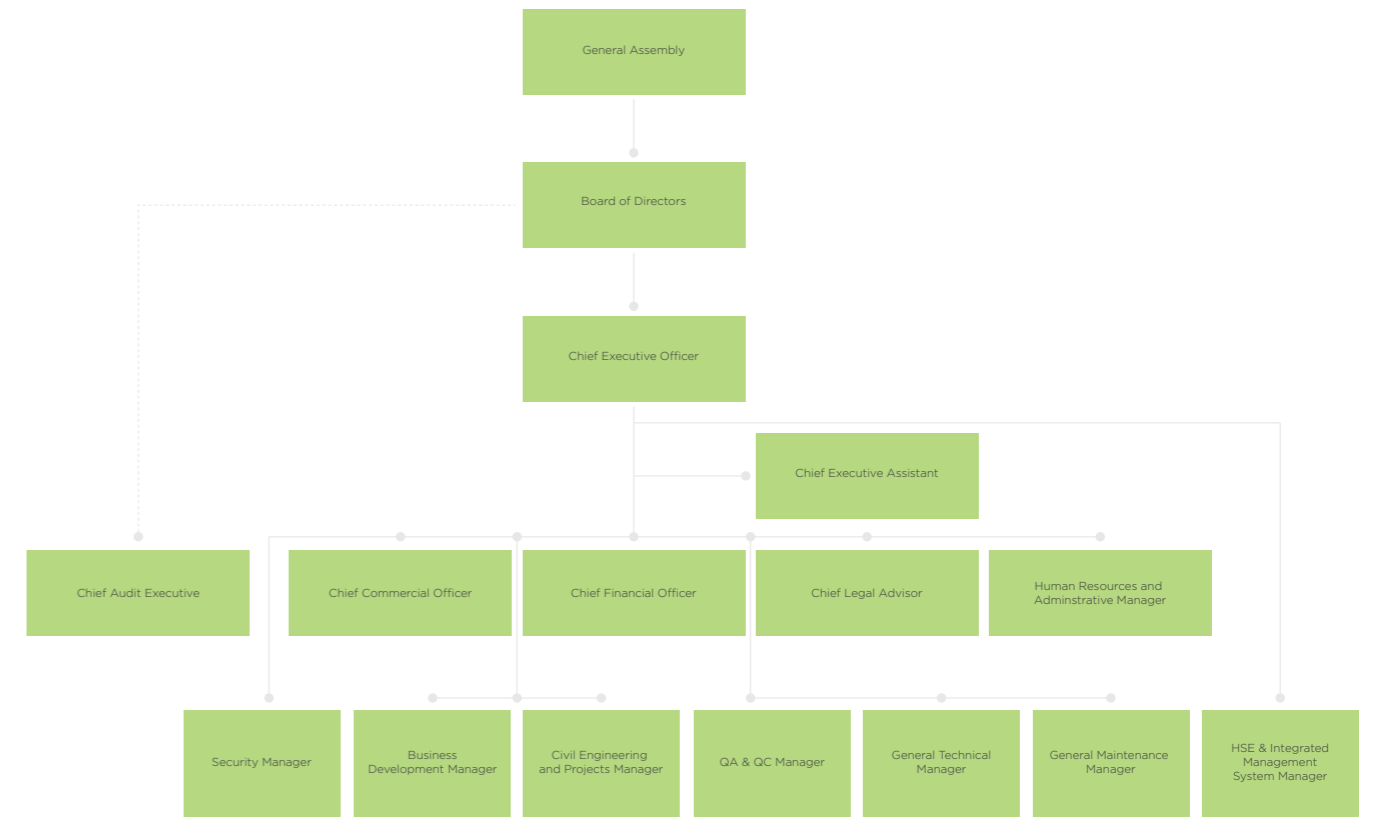 General Assembly
Board of Directors
Chief Executive Officer
Chief Executive Assistant
Chief Audit Executive
Chief Commercial Officer
Chief Financial Officer
Chief Legal Advisor
Human Resources and
Adminstrative Manager
Security Manager
Business
Development Manager
Civil Engineering
and Projects Manager
QA & QC Manager
General Technical
Manager
General Maintenance
Manager
HSE & Integrated
Management
System Manager